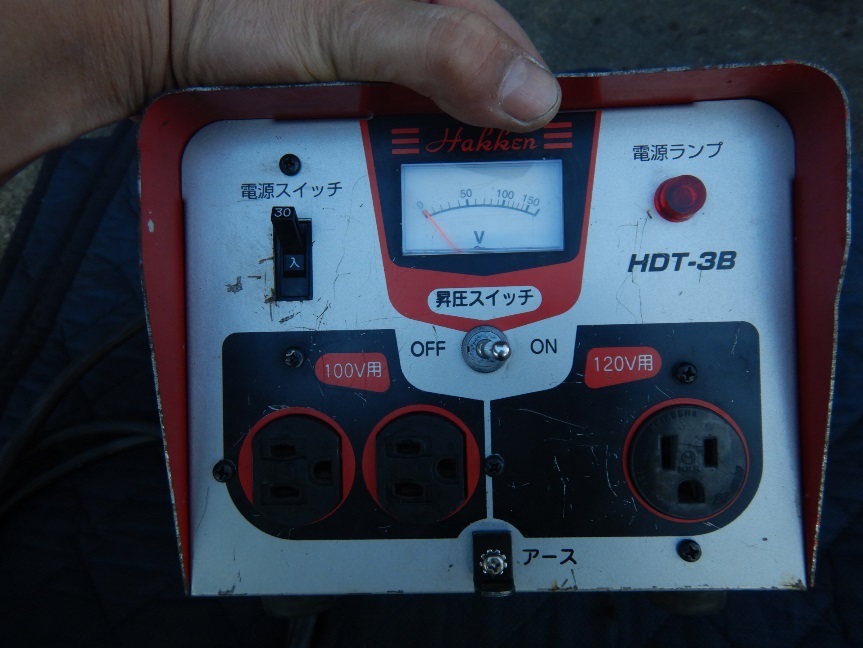 Hakken
電源スイッチ
30
入
0 50 100 150
V
電源ランプ
HDT-3B
昇圧スイッチ
OFF
ON
100V用
120V用
アース